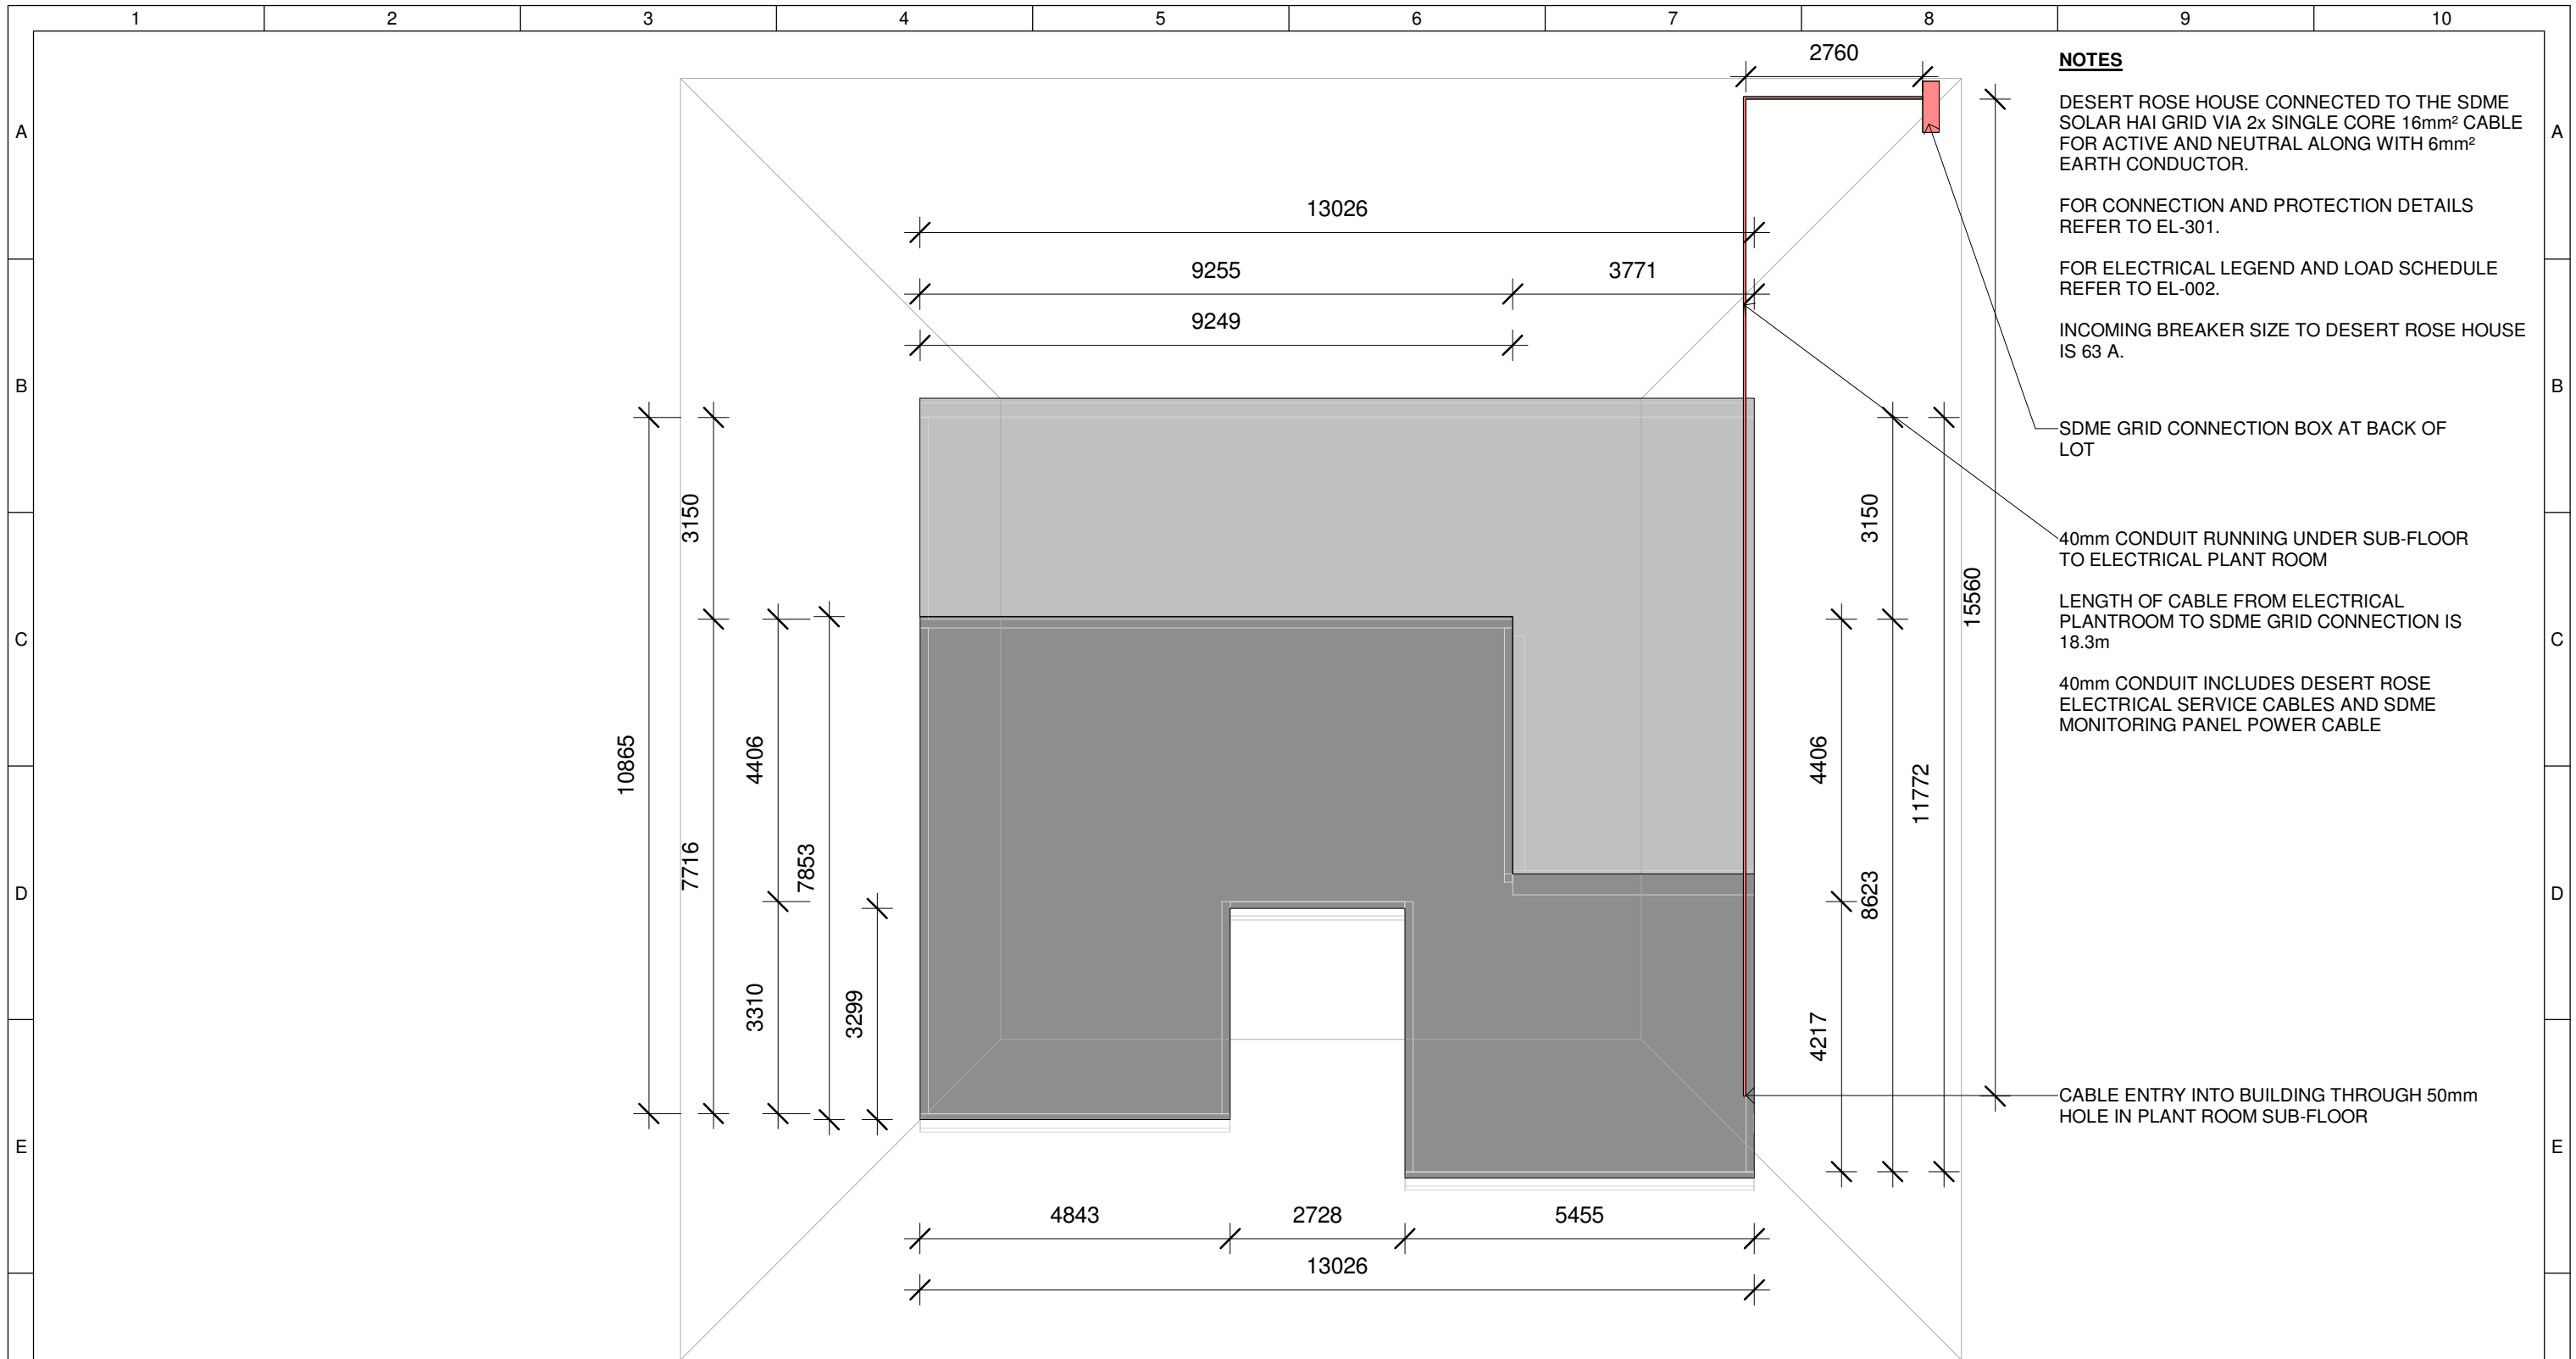 1 2 3 4 5 6 7 8 9 10
2760
NOTES
DESERT ROSE HOUSE CONNECTED TO THE SDME
SOLAR HAI GRID VIA 2x SINGLE CORE 16mm² CABLE
FOR ACTIVE AND NEUTRAL ALONG WITH 6mm²
EARTH CONDUCTOR.
FOR CONNECTION AND PROTECTION DETAILS
REFER TO EL-301.
FOR ELECTRICAL LEGEND AND LOAD SCHEDULE
REFER TO EL-002.
INCOMING BREAKER SIZE TO DESERT ROSE HOUSE
IS 63 A.
SDME GRID CONNECTION BOX AT BACK OF
LOT
40mm CONDUIT RUNNING UNDER SUB-FLOOR
TO ELECTRICAL PLANT ROOM
LENGTH OF CABLE FROM ELECTRICAL
PLANTROOM TO SDME GRID CONNECTION IS
18.3m
40mm CONDUIT INCLUDES DESERT ROSE
ELECTRICAL SERVICE CABLES AND SDME
MONITORING PANEL POWER CABLE
CABLE ENTRY INTO BUILDING THROUGH 50mm
HOLE IN PLANT ROOM SUB-FLOOR
A
B
C
D
E
13026
9255
3771
9249
10865
3150
7716
4406
3310
7853
3299
4406
4217
3150
8623
11772
15560
4843
2728
5455
13026
A
B
C
D
E